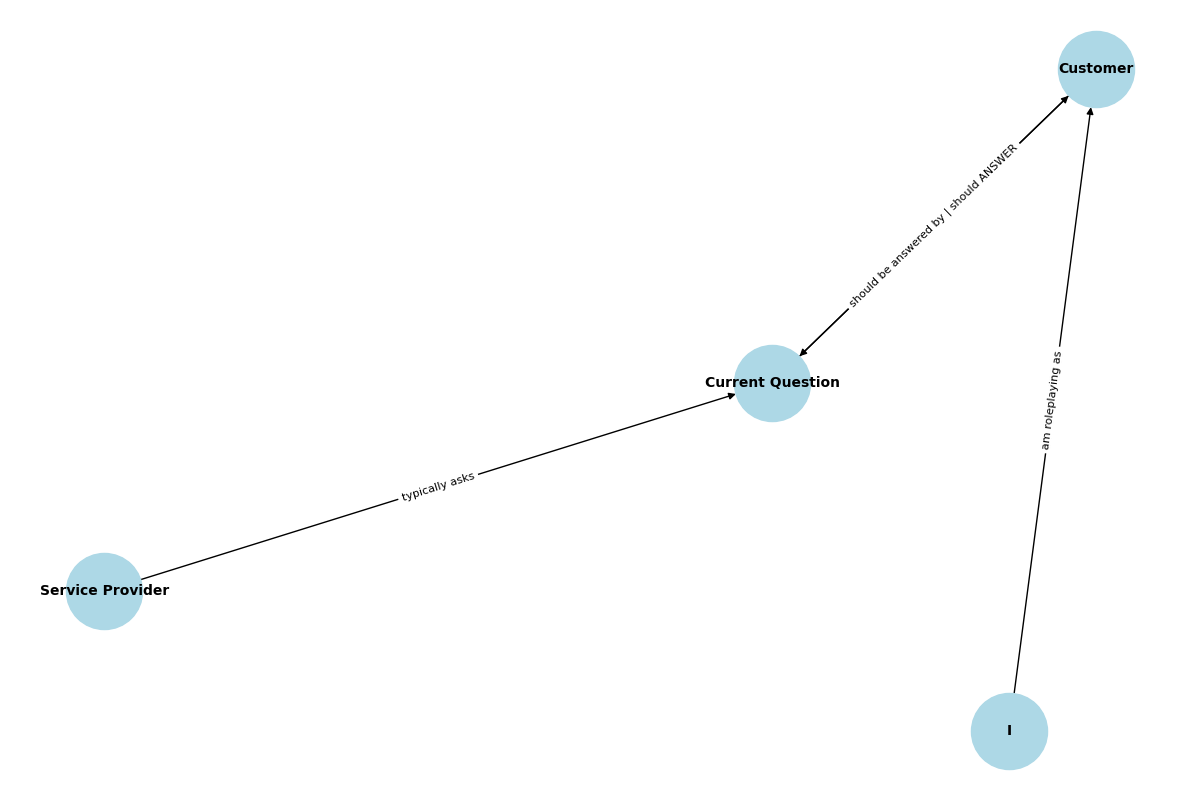 Customer
should be answered by | should ANSWER
Current Question
am roleplaying as
typically asks
Service Provider
I